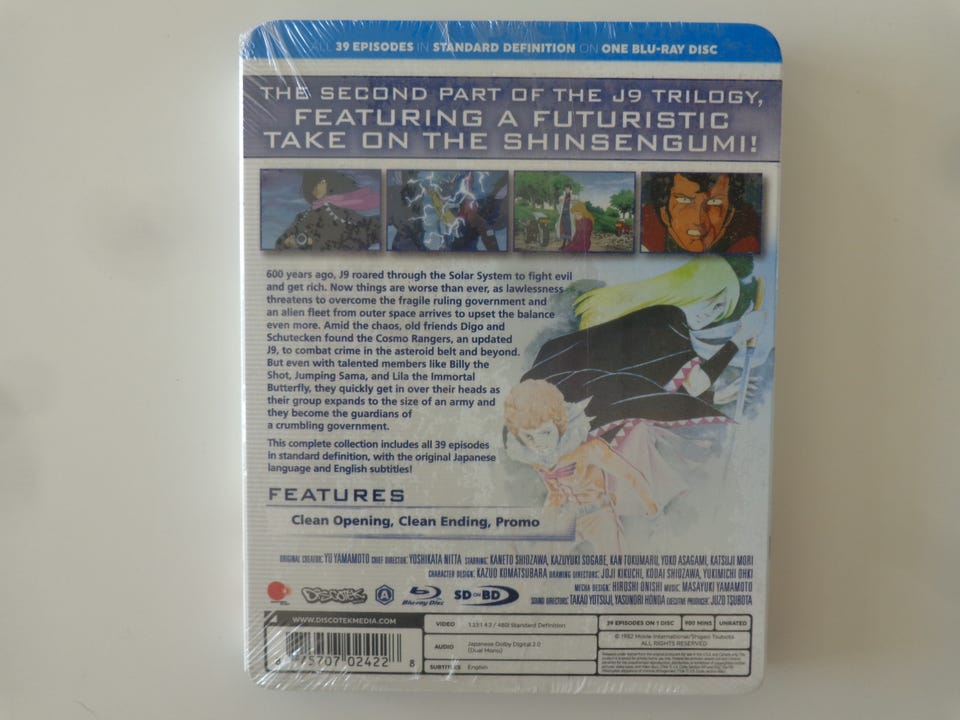 ALL 39 EPISODES IN STANDARD DEFINITION ON ONE BLU-RAY DISC
THE SECOND PART OF THE J9 TRILOGY,
FEATURING A FUTURISTIC
TAKE ON THE SHINSENGUMI!
600 years ago, J9 roared through the Solar System to fight evil
and get rich. Now things are worse than ever, as lawlessness
threatens to overcome the fragile ruling government and
an alien fleet from outer space arrives to upset the balance
even more. Amid the chaos, old friends Digo and
Schutecken found the Cosmo Rangers, an updated
J9, to combat crime in the asteroid belt and beyond.
But even with talented members like Billy the
Shot, Jumping Sama, and Lila the Immortal
Butterfly, they quickly get in over their heads as
their group expands to the size of an army and
they become the guardians of
a crumbling government.
This complete collection includes all 39 episodes
in standard definition, with the original Japanese
language and English subtitles!
FEATURES
Clean Opening, Clean Ending, Promo
ORIGINAL CREATOR: YU YAMAMOTO CHIEF DIRECTOR: YOSHIKATA NITTA STARRING: KANETO SHIOZAWA, KAZUYUKI SOGABE, KAN TOKUMARU, YOKO ASAGAMI, KATSUJI MORI
CHARACTER DESIGN: KAZUO KOMATSUBARA DRAWING DIRECTORS: JOJI KIKUCHI, KODAI SHIOZAWA, YUKIMICHI OHKI
MECHA DESIGN: HIROSHI ONISHI MUSIC: MASAYUKI YAMAMOTO
SOUND DIRECTORS: TAKAO YOTSUJI, YASUNORI HONDA EXECUTIVE PRODUCER: JUZO TSUBOTA
DISCOTEK
A
Blu-ray Disc
SD on BD
WWW.DISCOTEKMEDIA.COM
VIDEO 1.33:1 4:3 / 480i Standard Definition
AUDIO Japanese Dolby Digital 2.0
(Dual Mono)
SUBTITLES English
39 EPISODES ON 1 DISC 900 MINS UNRATED
© 1982 Movie International/Shigeo Tsubota
ALL RIGHTS RESERVED
6 75707 02422 8